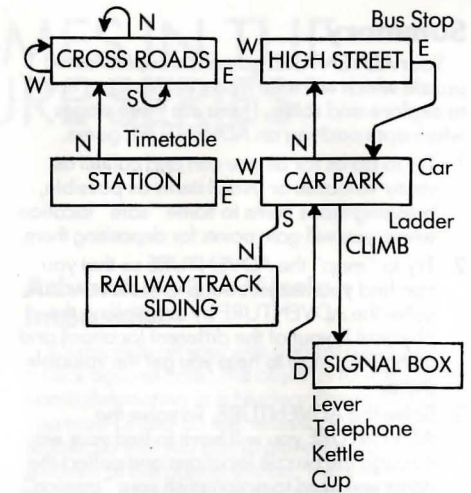 Bus Stop
N
CROSS ROADS
W
E
S
W
HIGH STREET
E
N
Timetable
N
STATION
E
W
CAR PARK
S
Car
Ladder
CLIMB
N
RAILWAY TRACK
SIDING
D
SIGNAL BOX
Lever
Telephone
Kettle
Cup